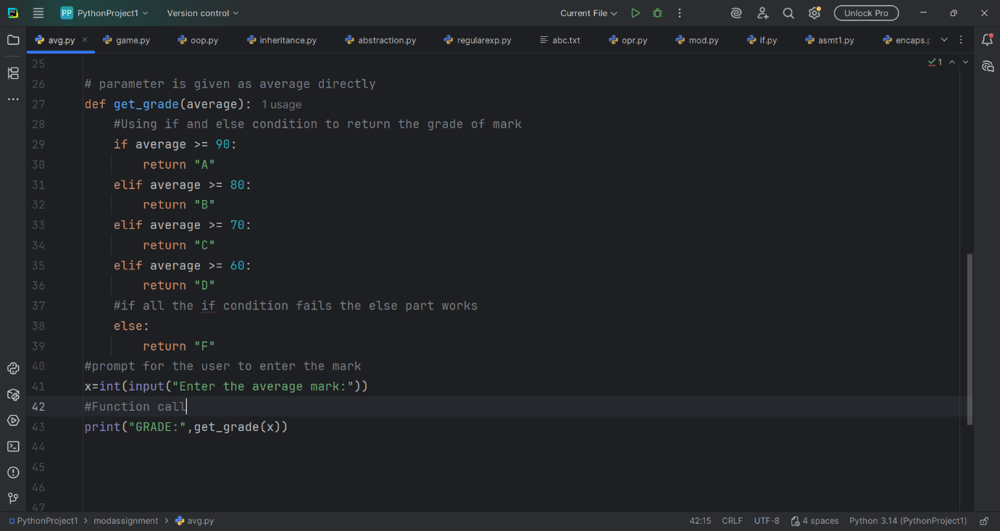 PP PythonProject1 Version control Current File Unlock Pro
avg.py game.py oop.py inheritance.py abstraction.py regularexp.py abc.txt opr.py mod.py if.py asmt1.py encaps.p
25 1
26 # parameter is given as average directly
27 def get_grade(average): 1 usage
28 #Using if and else condition to return the grade of mark
29 if average >= 90:
30 return "A"
31 elif average >= 80:
32 return "B"
33 elif average >= 70:
34 return "C"
35 elif average >= 60:
36 return "D"
37 #if all the if condition fails the else part works
38 else:
39 return "F"
40 #prompt for the user to enter the mark
41 x=int(input("Enter the average mark:"))
42 #Function call
43 print("GRADE:",get_grade(x))
44
45
46
47
PythonProject1 > modassignment > avg.py 42:15 CRLF UTF-8 4 spaces Python 3.14 (PythonProject1)